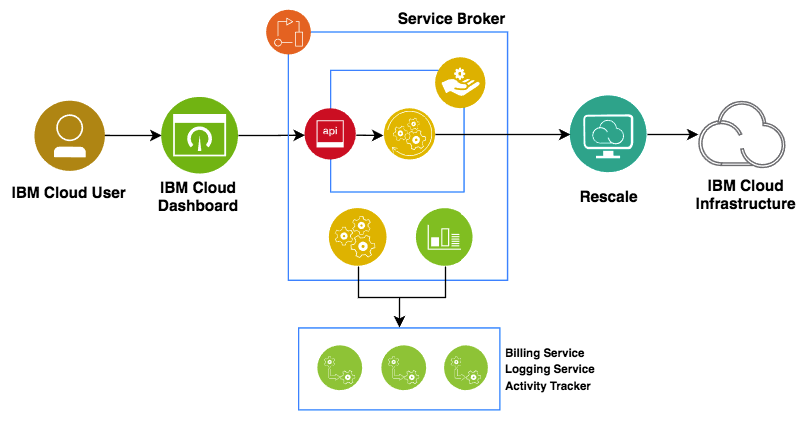 Service Broker
api
IBM Cloud User
IBM Cloud
Dashboard
Rescale
IBM Cloud
Infrastructure
Billing Service
Logging Service
Activity Tracker